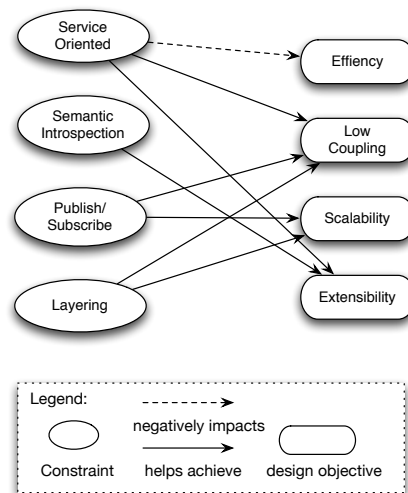 Service
Oriented
Effiency
Semantic
Introspection
Low
Coupling
Publish/
Subscribe
Scalability
Layering
Extensibility
Legend:
negatively impacts
Constraint
helps achieve
design objective